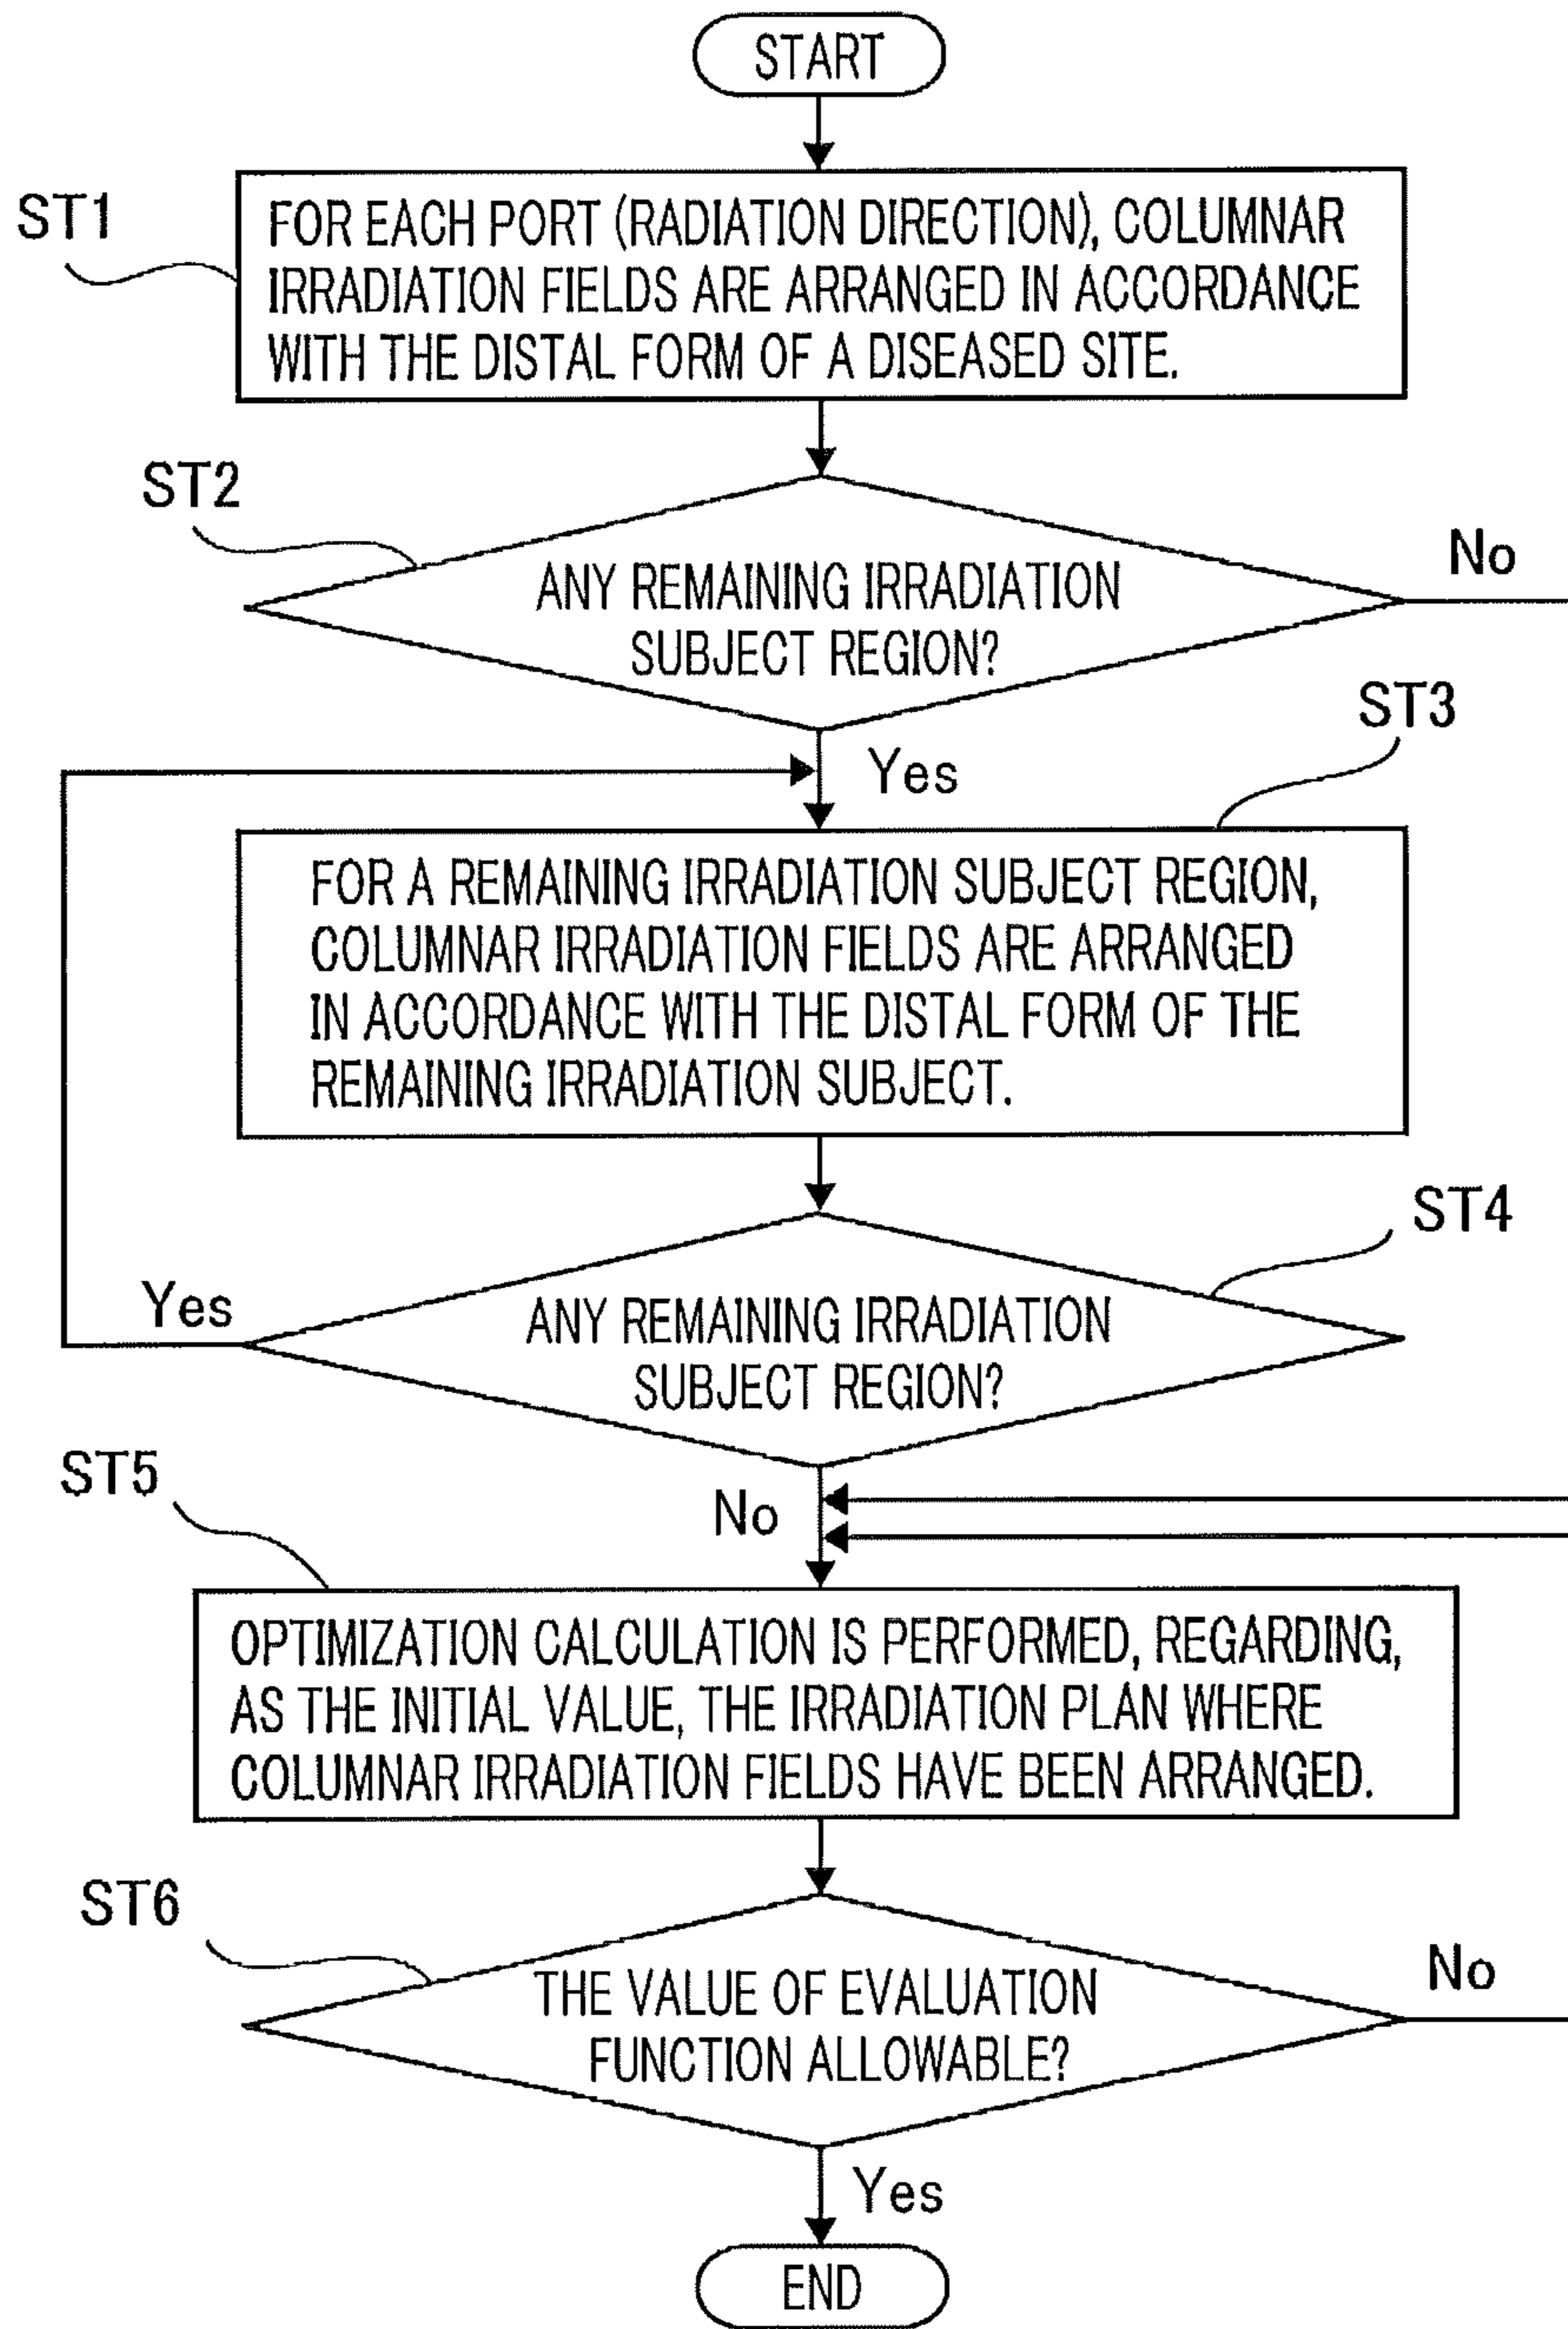 START
ST1
FOR EACH PORT (RADIATION DIRECTION), COLUMNAR
IRRADIATION FIELDS ARE ARRANGED IN ACCORDANCE
WITH THE DISTAL FORM OF A DISEASED SITE.
ST2
ANY REMAINING IRRADIATION
SUBJECT REGION?
No
Yes
ST3
FOR A REMAINING IRRADIATION SUBJECT REGION,
COLUMNAR IRRADIATION FIELDS ARE ARRANGED
IN ACCORDANCE WITH THE DISTAL FORM OF THE
REMAINING IRRADIATION SUBJECT.
ST4
Yes
ANY REMAINING IRRADIATION
SUBJECT REGION?
ST5
No
OPTIMIZATION CALCULATION IS PERFORMED, REGARDING,
AS THE INITIAL VALUE, THE IRRADIATION PLAN WHERE
COLUMNAR IRRADIATION FIELDS HAVE BEEN ARRANGED.
ST6
THE VALUE OF EVALUATION
FUNCTION ALLOWABLE?
No
Yes
END